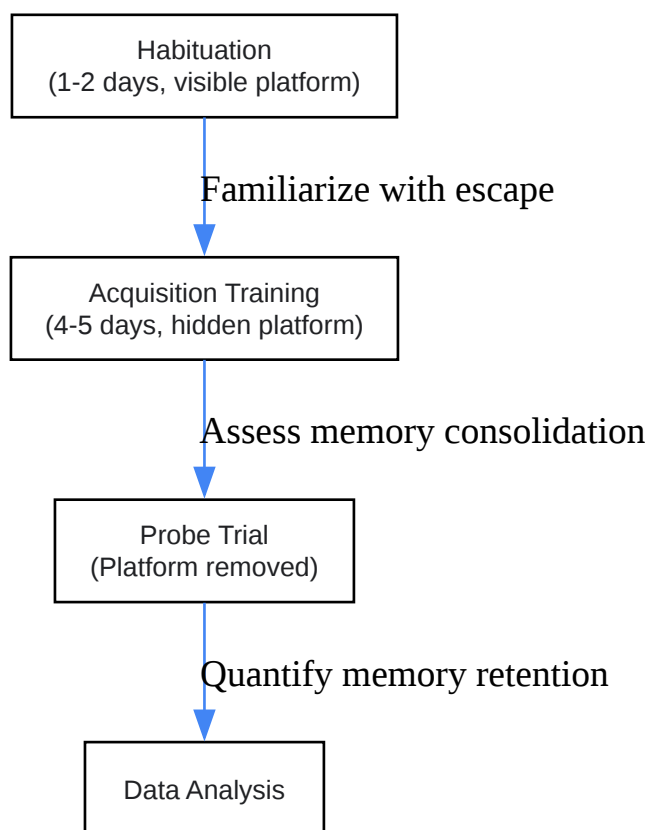 Habituation
(1-2 days, visible platform)
Familiarize with escape
Acquisition Training
(4-5 days, hidden platform)
Assess memory consolidation
Probe Trial
(Platform removed)
Quantify memory retention
Data Analysis